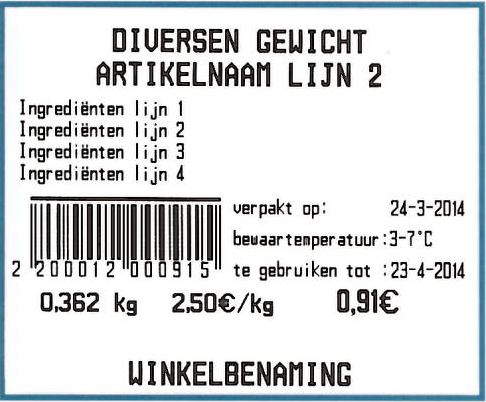 DIVERSEN GEWICHT
ARTIKELNAAM LIJN 2
Ingrediënten lijn 1
Ingrediënten lijn 2
Ingrediënten lijn 3
Ingrediënten lijn 4
verpakt op: 24-3-2014
bewaartemperatuur:3-7°C
2 200012 000915 te gebruiken tot :23-4-2014
0,362 kg 2,50€/kg 0,91€
WINKELBENAMING